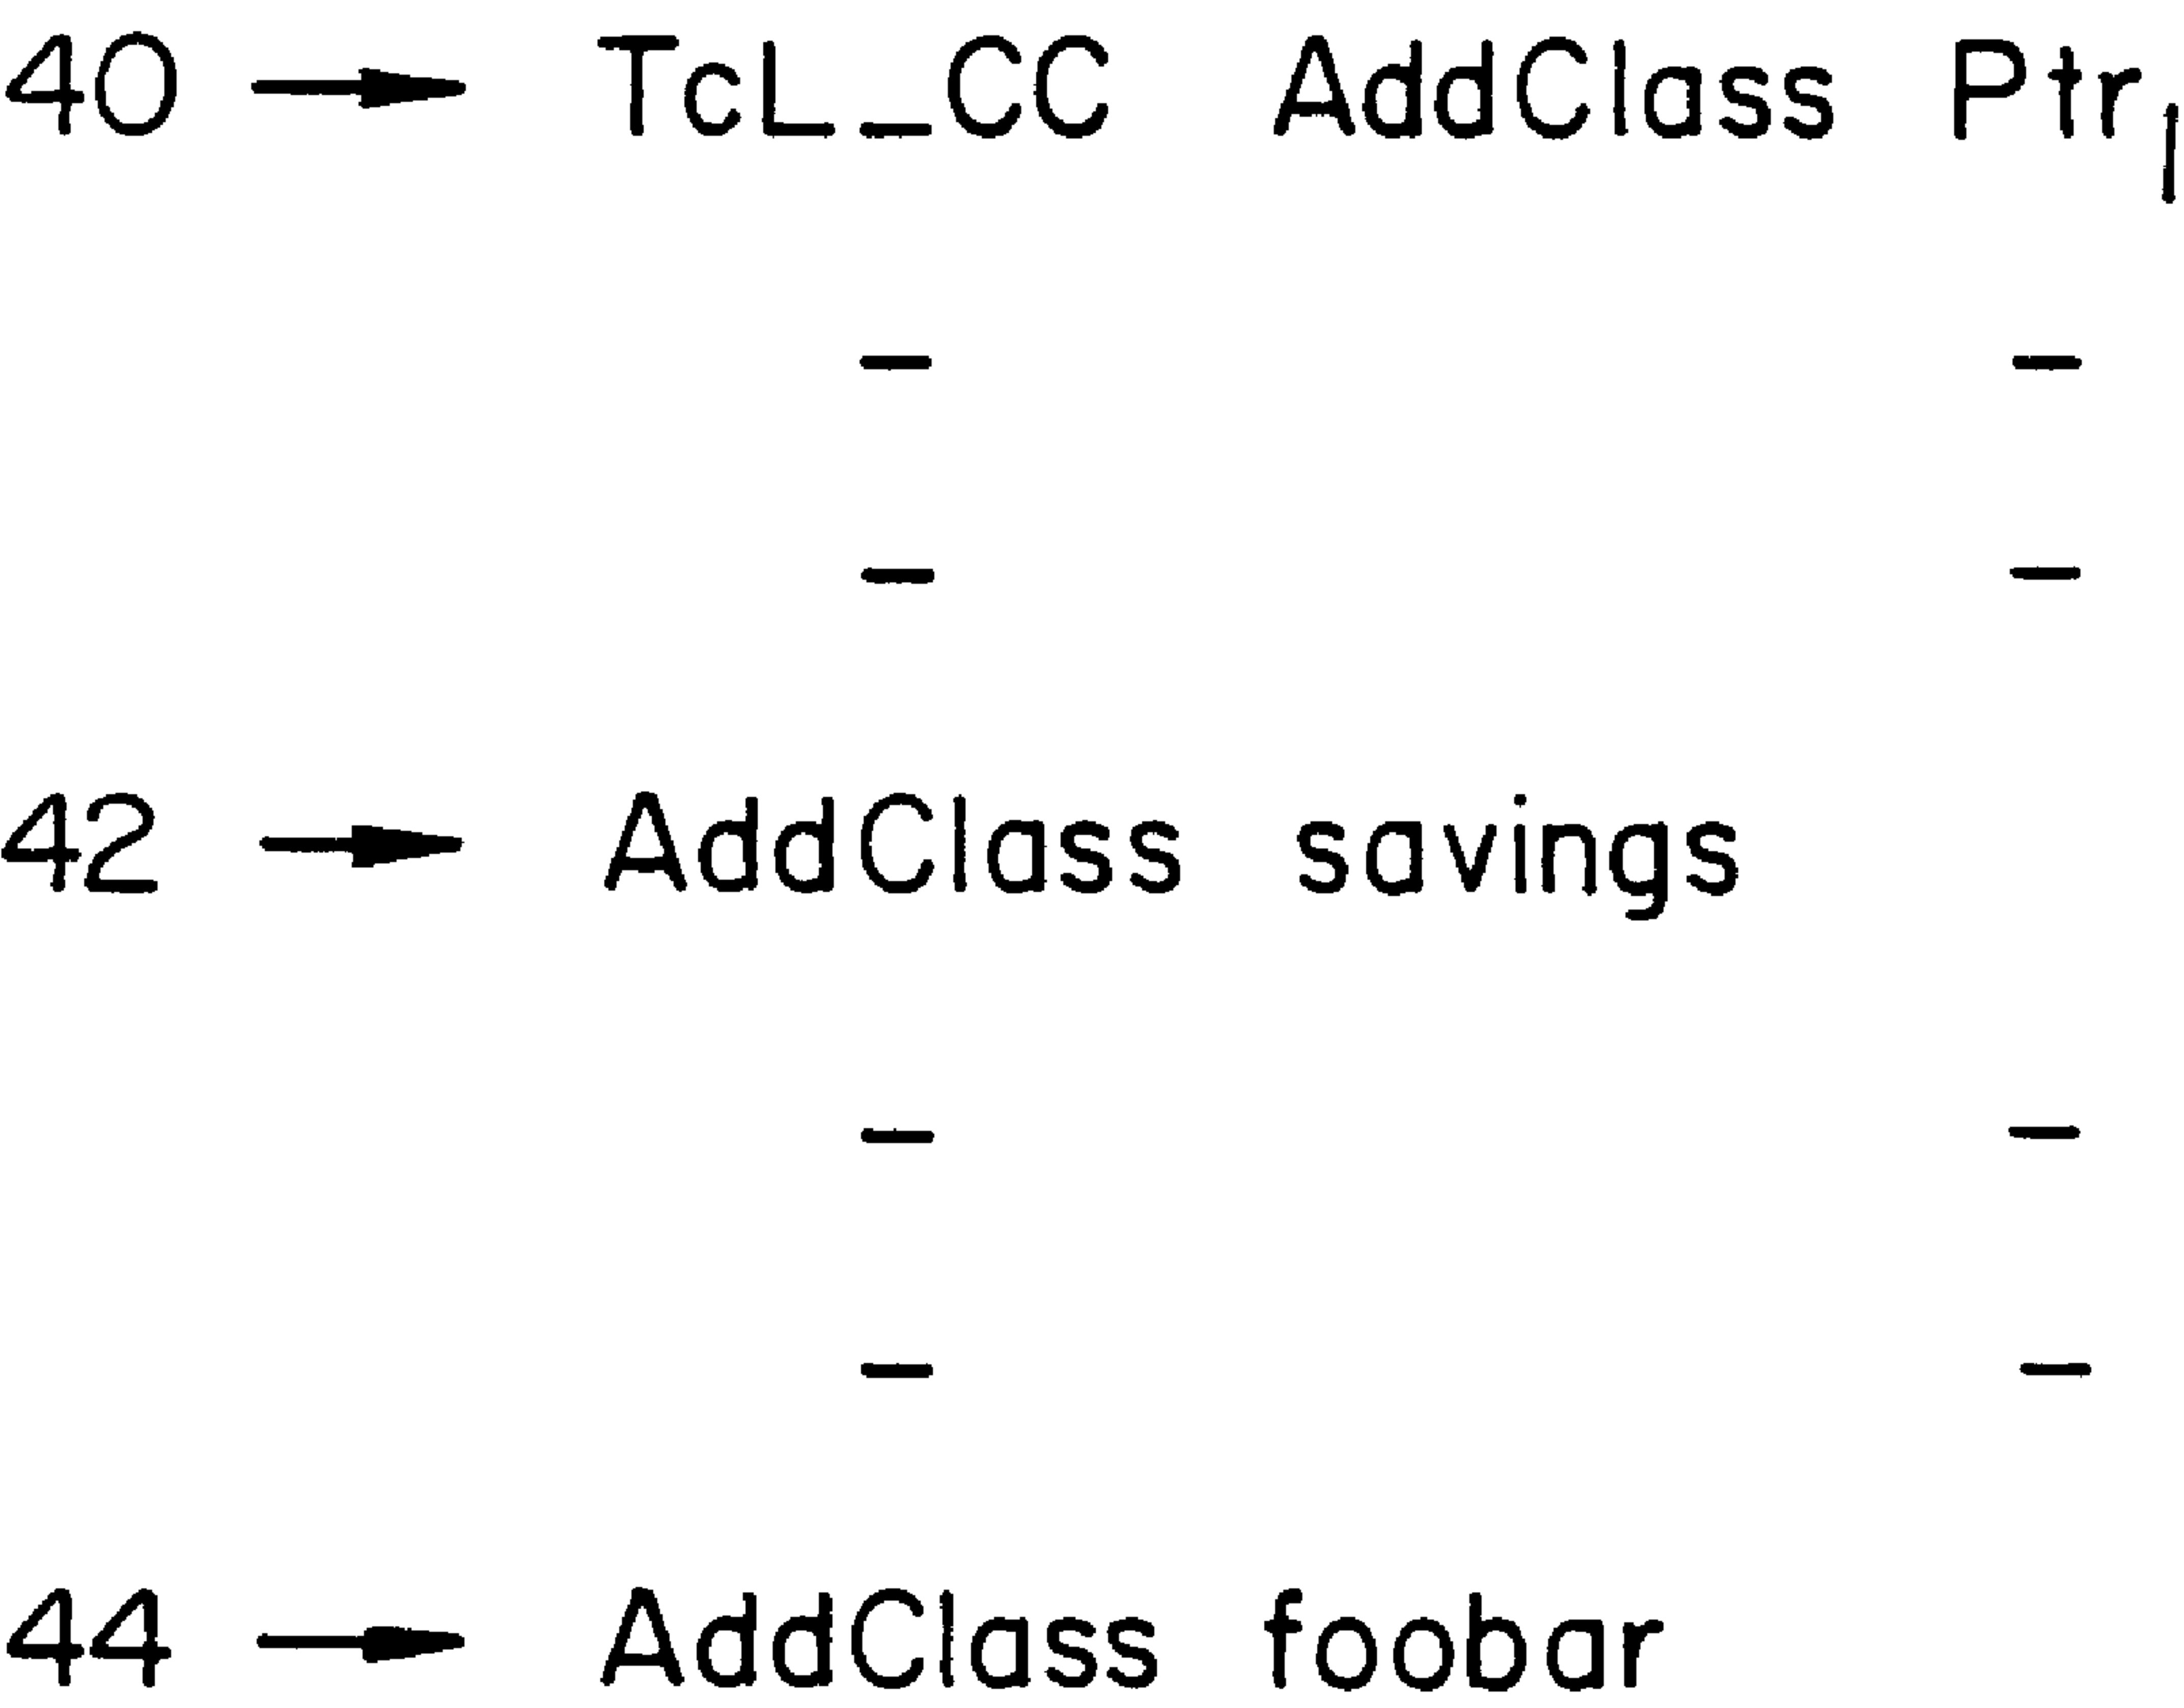 40 → TcL_CC AddClass Ptr
– –
– –
42 → AddClass savings
– –
– –
44 → AddClass foobar